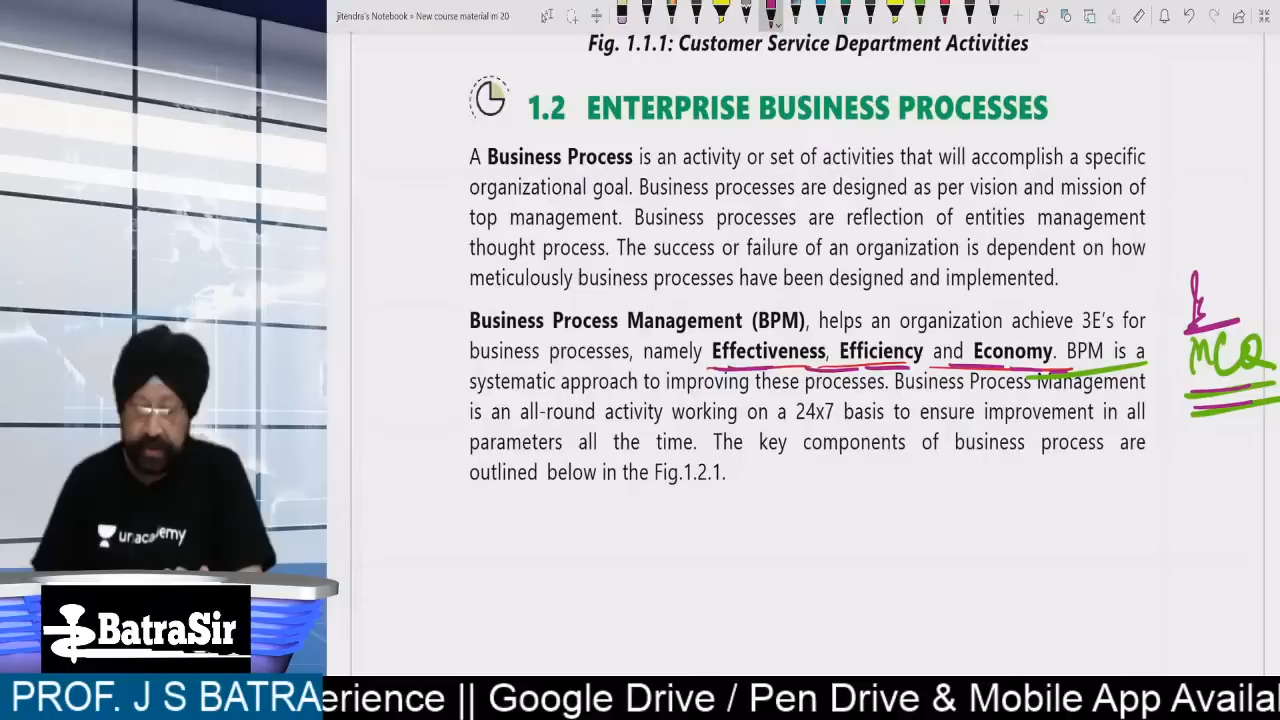 jitendra's Notebook » New course material m 20
Fig. 1.1.1: Customer Service Department Activities
1.2 ENTERPRISE BUSINESS PROCESSES
A Business Process is an activity or set of activities that will accomplish a specific
organizational goal. Business processes are designed as per vision and mission of
top management. Business processes are reflection of entities management
thought process. The success or failure of an organization is dependent on how
meticulously business processes have been designed and implemented.
Business Process Management (BPM), helps an organization achieve 3E's for
business processes, namely Effectiveness, Efficiency and Economy. BPM is a
systematic approach to improving these processes. Business Process Management
is an all-round activity working on a 24x7 basis to ensure improvement in all
parameters all the time. The key components of business process are
outlined below in the Fig.1.2.1.
MCQ
unacademy
BatraSir
PROF. J S BATRA
erience || Google Drive / Pen Drive & Mobile App Availa